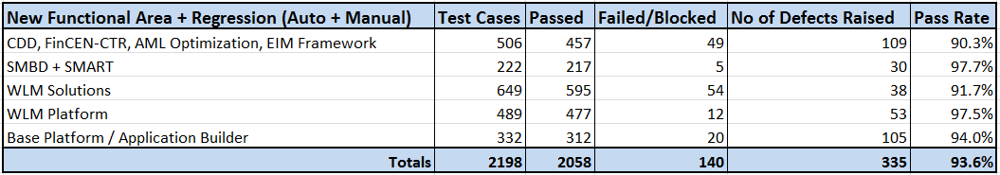 New Functional Area + Regression (Auto + Manual) Test Cases Passed Failed/Blocked No of Defects Raised Pass Rate
CDD, FinCEN-CTR, AML Optimization, EIM Framework 506 457 49 109 90.3%
SMBD + SMART 222 217 5 30 97.7%
WLM Solutions 649 595 54 38 91.7%
WLM Platform 489 477 12 53 97.5%
Base Platform / Application Builder 332 312 20 105 94.0%
Totals 2198 2058 140 335 93.6%